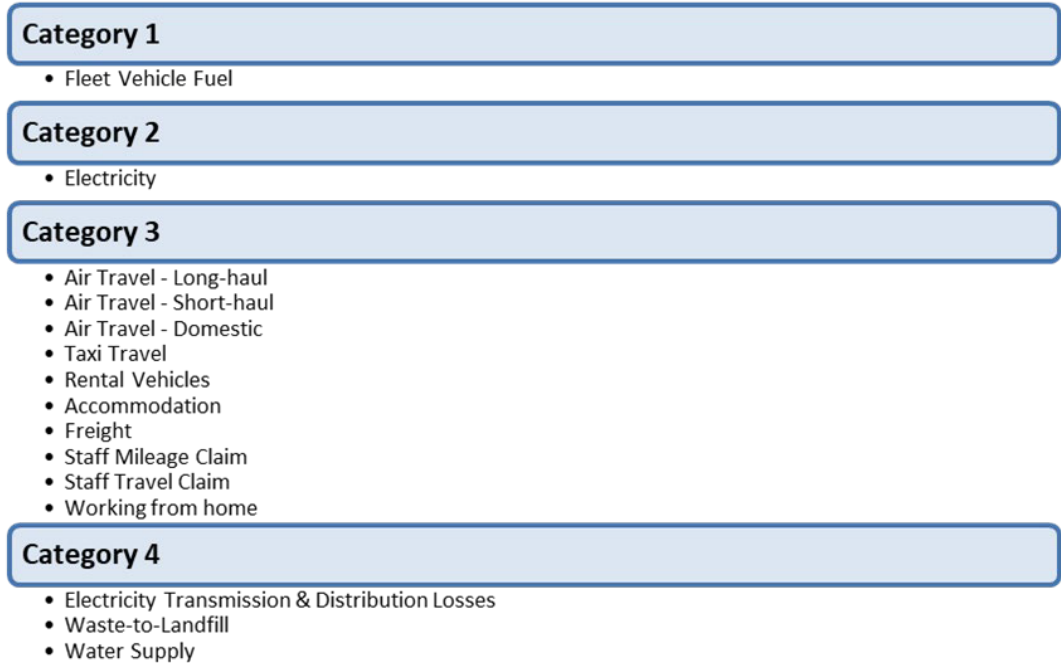 Category 1
• Fleet Vehicle Fuel
Category 2
• Electricity
Category 3
• Air Travel - Long-haul
• Air Travel - Short-haul
• Air Travel - Domestic
• Taxi Travel
• Rental Vehicles
• Accommodation
• Freight
• Staff Mileage Claim
• Staff Travel Claim
• Working from home
Category 4
• Electricity Transmission & Distribution Losses
• Waste-to-Landfill
• Water Supply